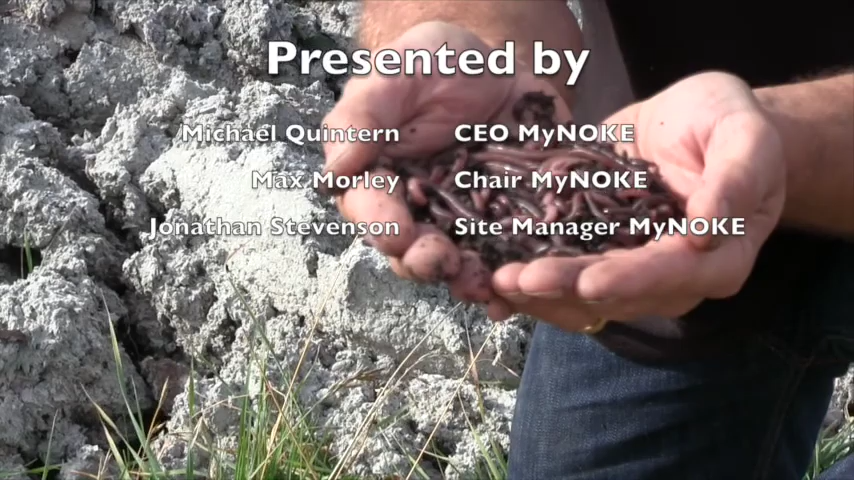 Presented by
Michael Quintern CEO MyNOKE
Max Morley Chair MyNOKE
Jonathan Stevenson Site Manager MyNOKE